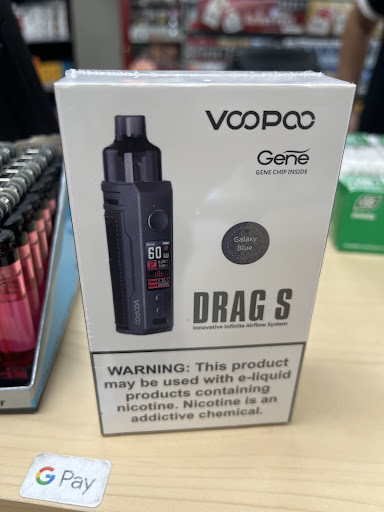 VOOPOO
Gene
GENE CHIP INSIDE
Galaxy
Blue
60
VOOPOO
DRAG S
Innovative Infinite Airflow System
WARNING: This product
may be used with e-liquid
products containing
nicotine. Nicotine is an
addictive chemical.
G Pay